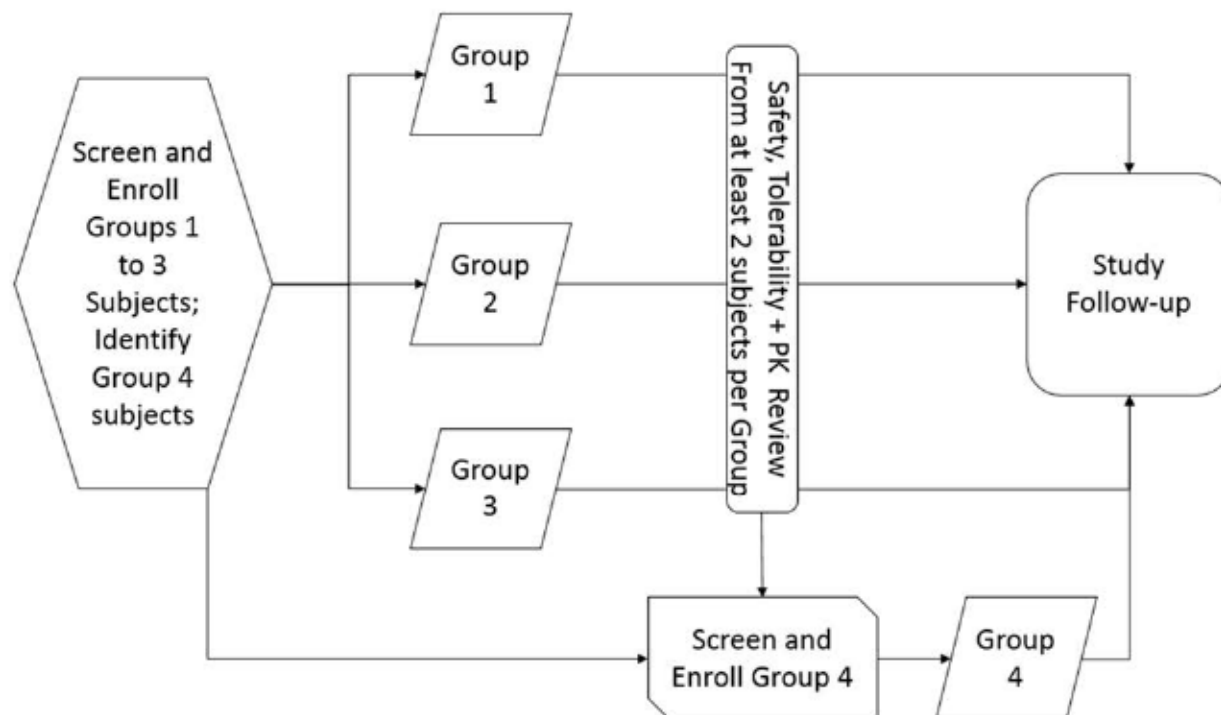 Screen and
Enroll
Groups 1
to 3
Subjects;
Identify
Group 4
subjects
Group
1
Group
2
Group
3
Safety, Tolerability + PK Review
From at least 2 subjects per Group
Study
Follow-up
Screen and
Enroll Group 4
Group
4